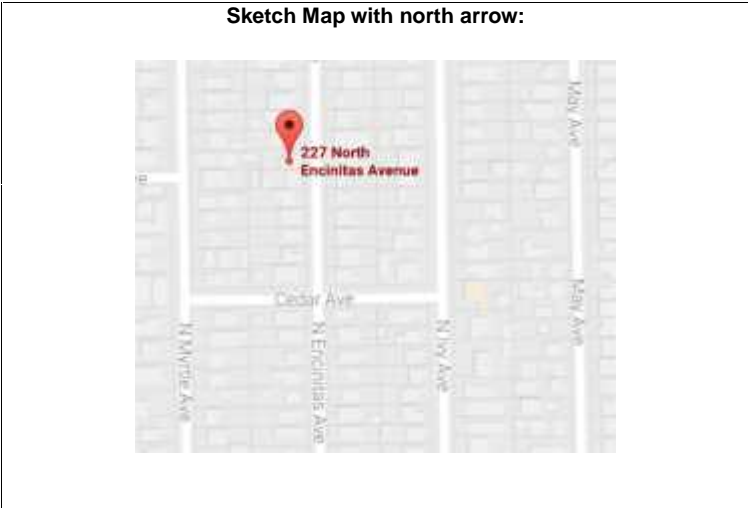 Sketch Map with north arrow:
May Ave
227 North
Encinitas Avenue
Cedar Ave
May Ave
N Myrtle Ave
N Encinitas Ave
N Ivy Ave